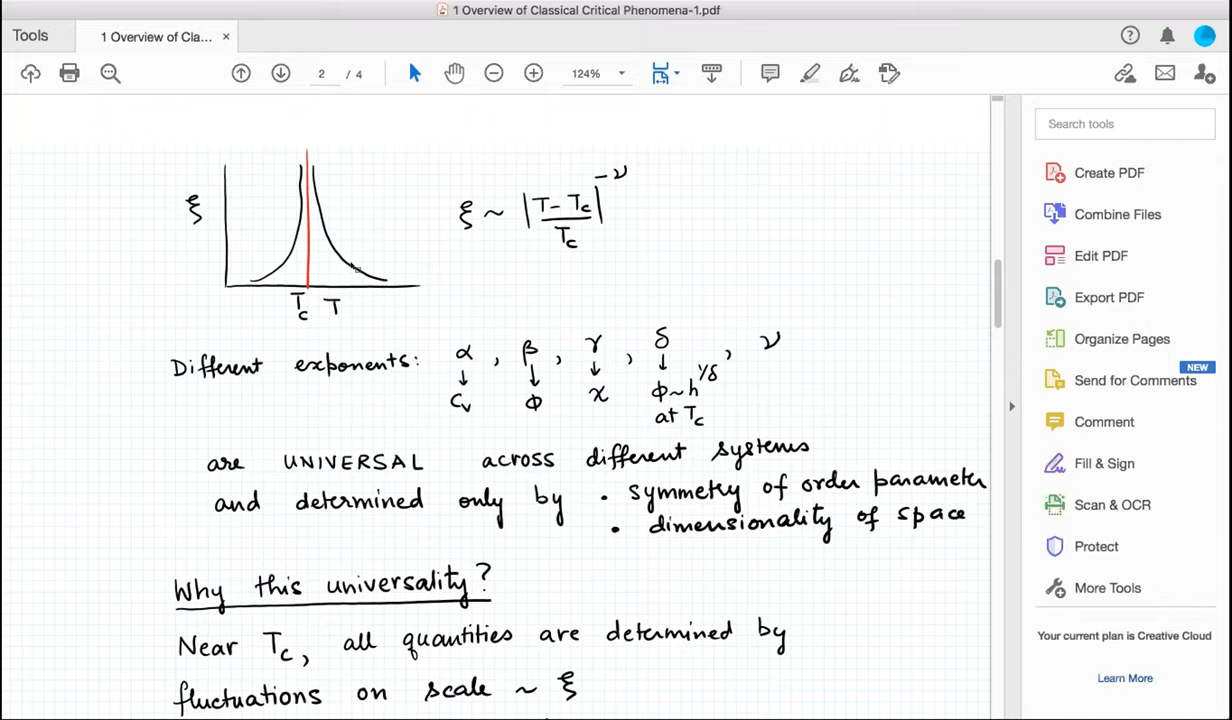 1 Overview of Classical Critical Phenomena-1.pdf
Tools
1 Overview of Cla... ×
2 / 4
124%
Search tools
Create PDF
Combine Files
Edit PDF
Export PDF
Organize Pages
NEW
Send for Comments
Comment
Fill & Sign
Scan & OCR
Protect
More Tools
Your current plan is Creative Cloud
Learn More
ξ
T_c T
ξ ~ |T - T_c / T_c|^{-ν}
Different exponents: α, β, γ, δ, ν
↓ ↓ ↓ ↓
C_v ϕ χ ϕ~h^{1/δ}
at T_c
are UNIVERSAL across different systems
and determined only by • symmetry of order parameter
• dimensionality of space
Why this universality?
Near T_c, all quantities are determined by
fluctuations on scale ~ ξ